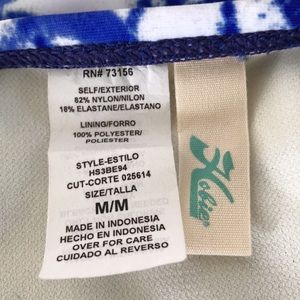 RN# 73156
SELF/EXTERIOR
82% NYLON/NILON
18% ELASTANE/ELASTANO
LINING/FORRO
100% POLYESTER/
POLIESTER
STYLE-ESTILO
HS3BE94
CUT-CORTE 025614
SIZE/TALLA
M/M
MADE IN INDONESIA
HECHO EN INDONESIA
OVER FOR CARE
CUIDADO AL REVERSO
Hobie